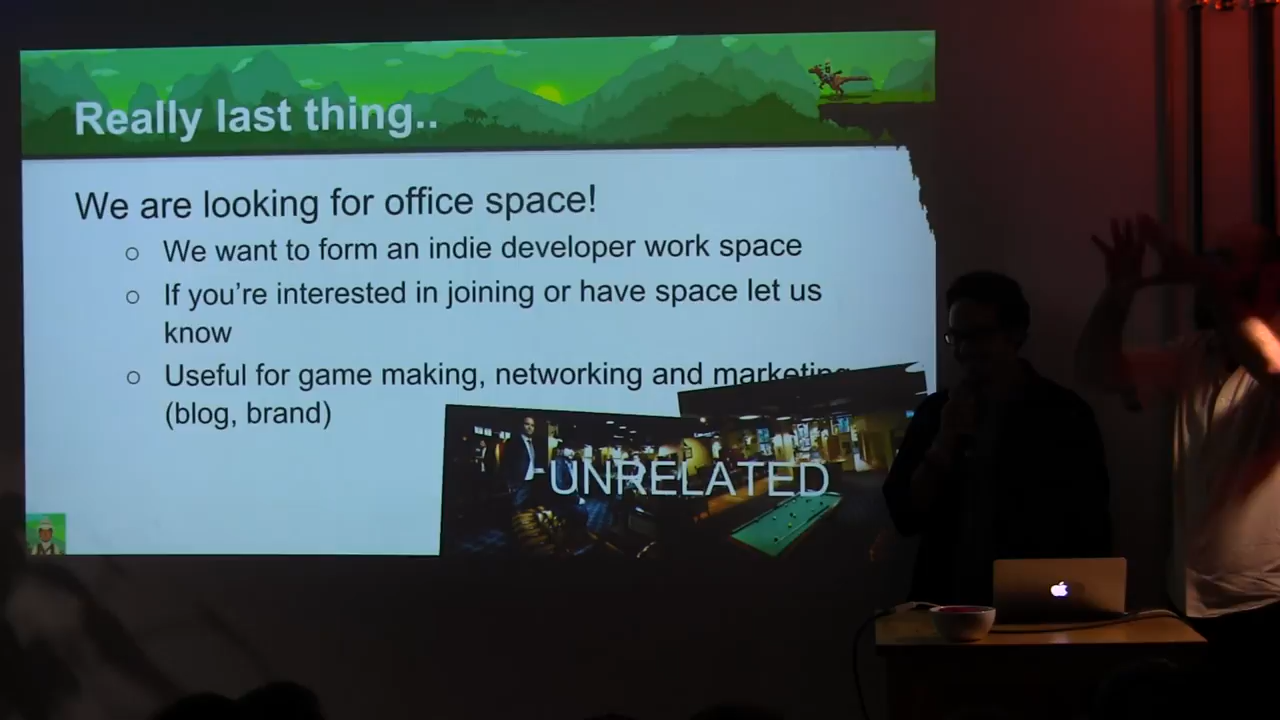 Really last thing..
We are looking for office space!
○ We want to form an indie developer work space
○ If you're interested in joining or have space let us
know
○ Useful for game making, networking and marketing
(blog, brand)
UNRELATED